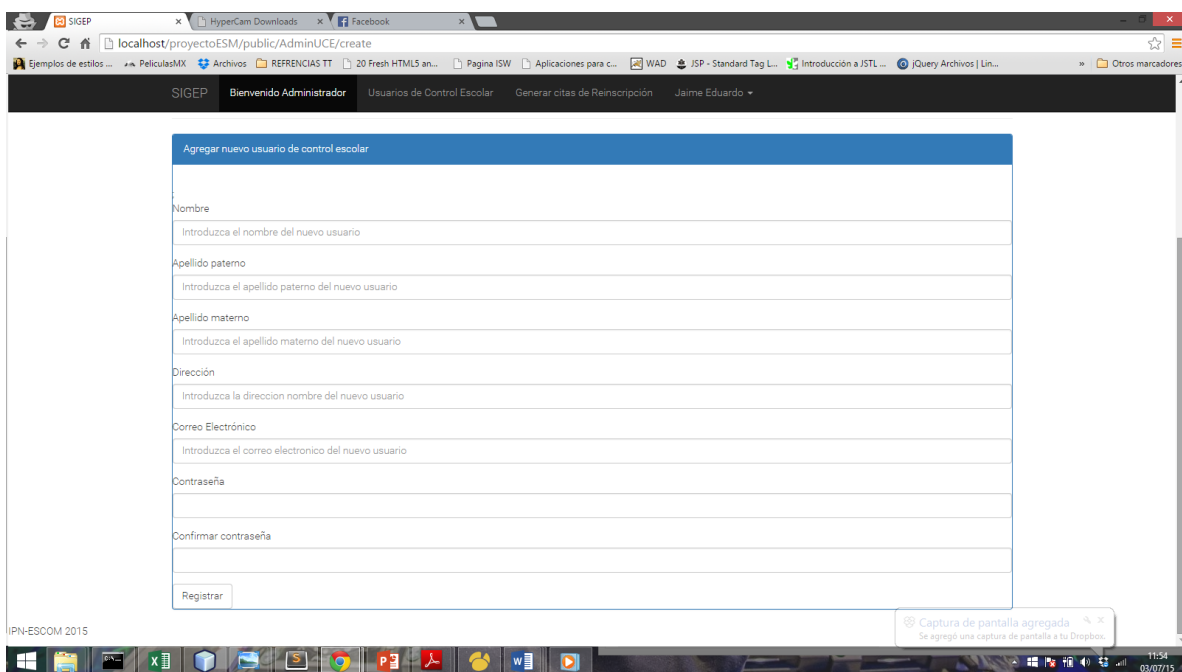 SIGEP
HyperCam Downloads
Facebook
localhost/proyectoESM/public/AdminUCE/create
Ejemplos de estilos ... PeliculasMX Archivos REFRENCIAS TT 20 Fresh HTML5 an... Pagina ISW Aplicaciones para c... WAD JSP - Standard Tag L... Introducción a JSTL ... jQuery Archivos | Lin... » Otros marcadores
SIGEP Bienvenido Administrador Usuarios de Control Escolar Generar citas de Reinscripción Jaime Eduardo
Agregar nuevo usuario de control escolar
;
Nombre
Introduzca el nombre del nuevo usuario
Apellido paterno
Introduzca el apellido paterno del nuevo usuario
Apellido materno
Introduzca el apellido materno del nuevo usuario
Dirección
Introduzca la direccion nombre del nuevo usuario
Correo Electrónico
Introduzca el correo electronico del nuevo usuario
Contraseña
Confirmar contraseña
Registrar
IPN-ESCOM 2015
Captura de pantalla agregada
Se agregó una captura de pantalla a tu Dropbox.
11:54
03/07/15